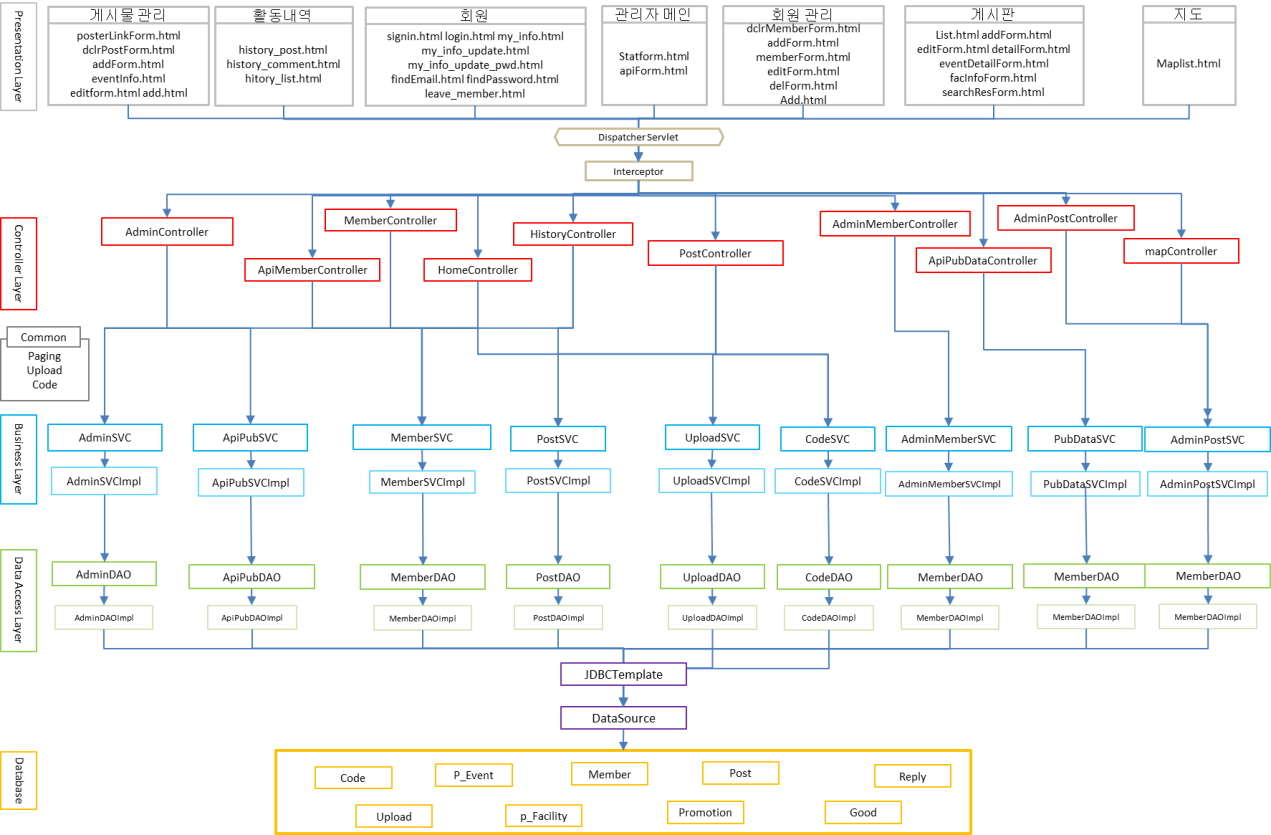 Presentation Layer
게시물 관리
posterLinkForm.html
dclrPostForm.html
addForm.html
eventInfo.html
editform.html add.html
활동내역
history_post.html
history_comment.html
hitory_list.html
회원
signin.html login.html my_info.html
my_info_update.html
my_info_update_pwd.html
findEmail.html findPassword.html
leave_member.html
관리자 메인
Statform.html
apiForm.html
회원 관리
dclrMemberForm.html
addForm.html
memberForm.html
editForm.html
delForm.html
Add.html
게시판
List.html addForm.html
editForm.html detailForm.html
eventDetailForm.html
facInfoForm.html
searchResForm.html
지도
Maplist.html
Dispatcher Servlet
Interceptor
Controller Layer
AdminController
ApiMemberController
MemberController
HomeController
HistoryController
PostController
AdminMemberController
ApiPubDataController
AdminPostController
mapController
Common
Paging
Upload
Code
Business Layer
AdminSVC
ApiPubSVC
MemberSVC
PostSVC
UploadSVC
CodeSVC
AdminMemberSVC
PubDataSVC
AdminPostSVC
AdminSVCImpl
ApiPubSVCImpl
MemberSVCImpl
PostSVCImpl
UploadSVCImpl
CodeSVCImpl
AdminMemberSVCImpl
PubDataSVCImpl
AdminPostSVCImpl
Data Access Layer
AdminDAO
ApiPubDAO
MemberDAO
PostDAO
UploadDAO
CodeDAO
MemberDAO
MemberDAO
MemberDAO
AdminDAOImpl
ApiPubDAOImpl
MemberDAOImpl
PostDAOImpl
UploadDAOImpl
CodeDAOImpl
MemberDAOImpl
MemberDAOImpl
MemberDAOImpl
JDBCTemplate
DataSource
Database
Code
P_Event
Member
Post
Reply
Upload
p_Facility
Promotion
Good